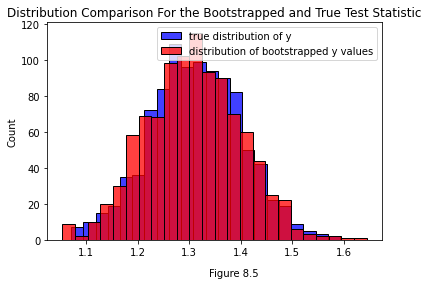 Distribution Comparison For the Bootstrapped and True Test Statistic
true distribution of y
distribution of bootstrapped y values
120
100
80
60
40
20
0
Count
1.1 1.2 1.3 1.4 1.5 1.6
Figure 8.5